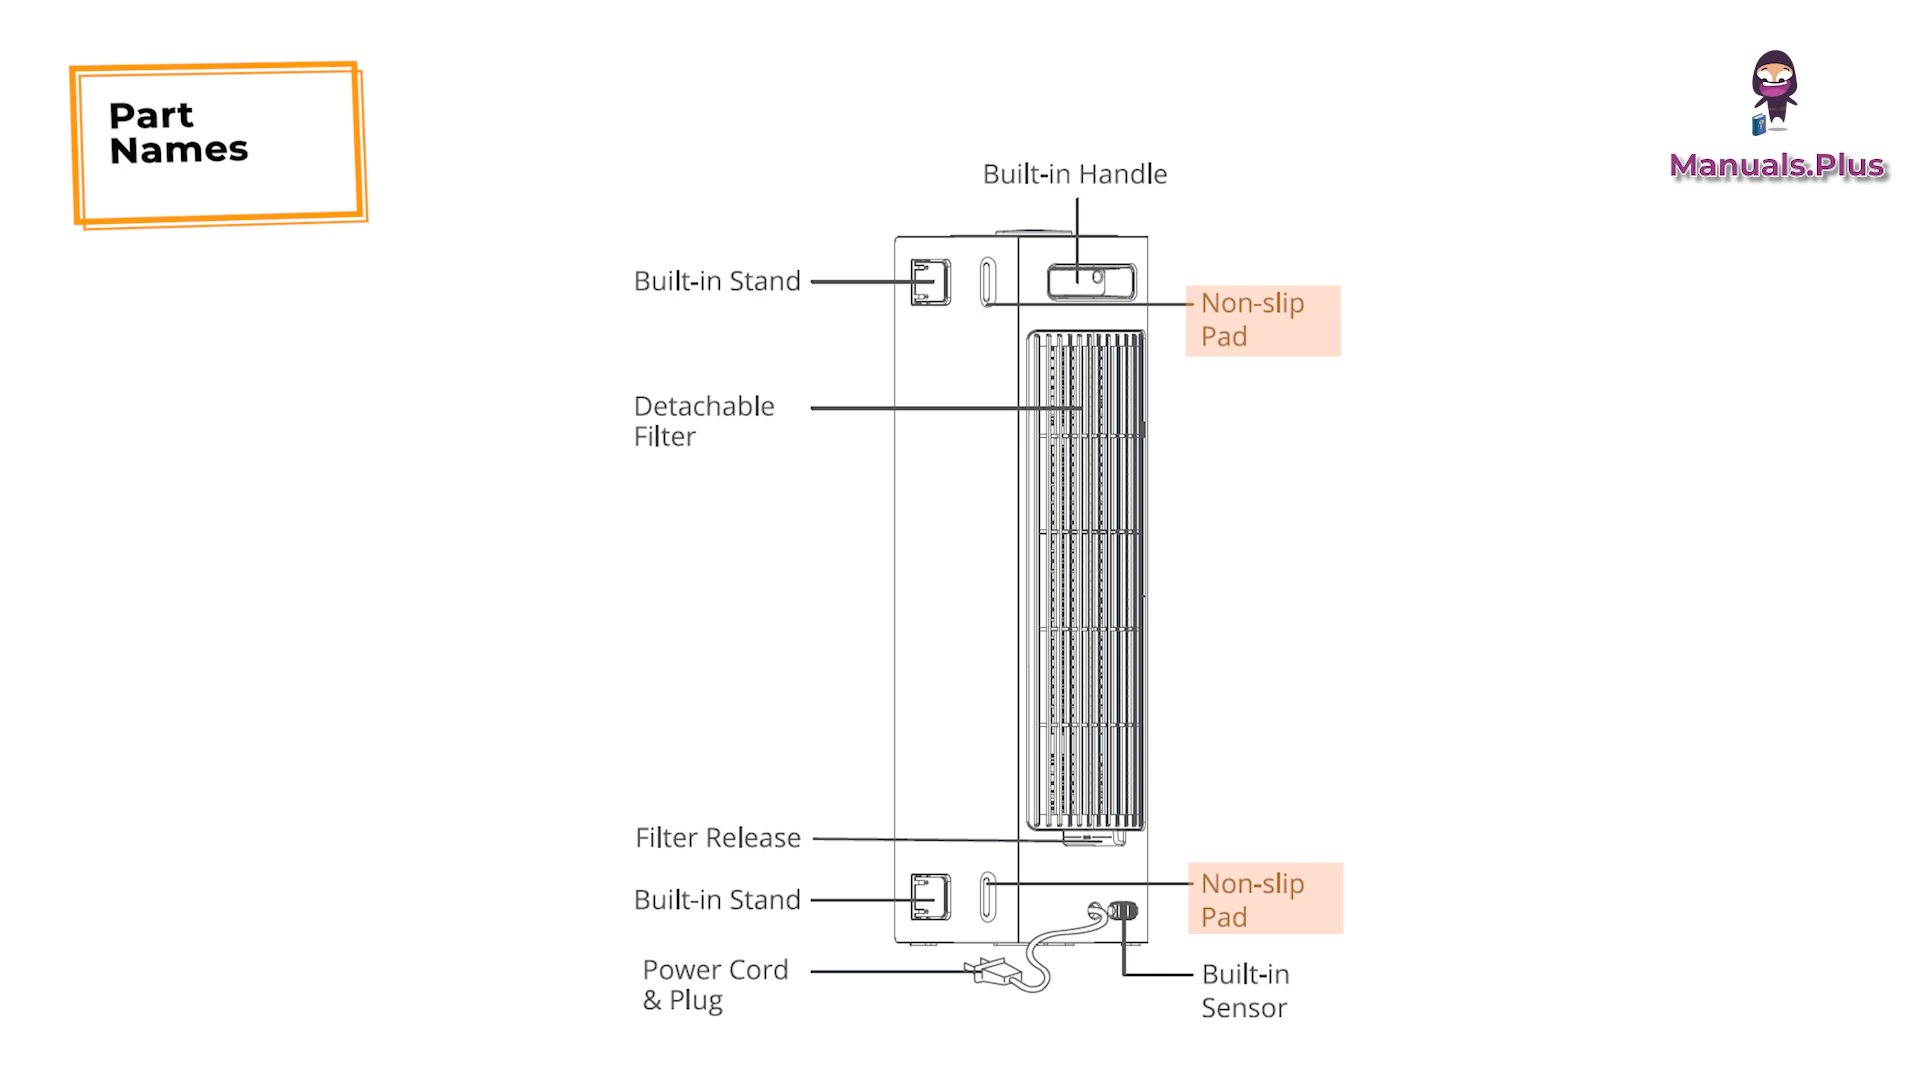 Part
Names
Manuals.Plus
Built-in Handle
Built-in Stand
Non-slip
Pad
Detachable
Filter
Filter Release
Built-in Stand
Non-slip
Pad
Power Cord
& Plug
Built-in
Sensor